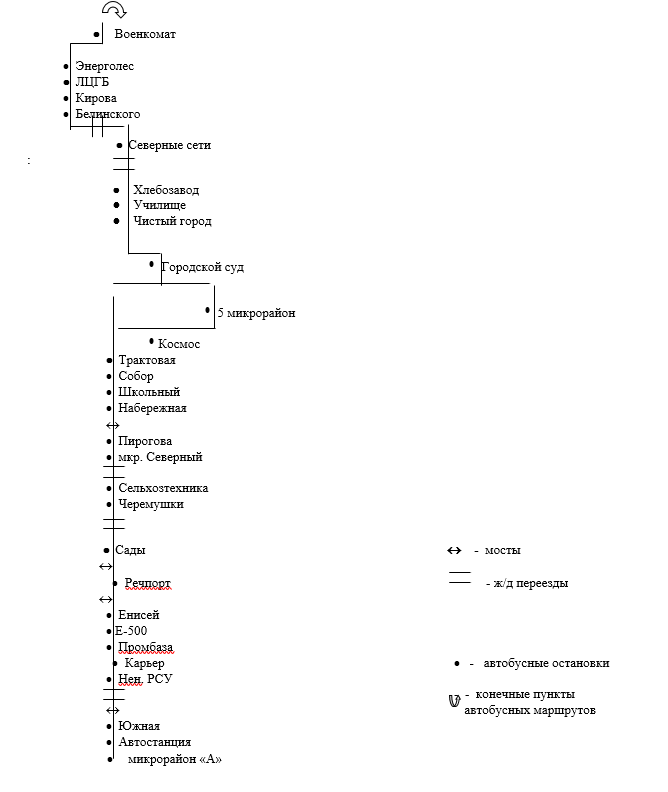 Военкомат
Энерголес
ЛЦГБ
Кирова
Белинского
Северные сети
:
Хлебозавод
Училище
Чистый город
Городской суд
5 микрорайон
Космос
Трактовая
Собор
Школьный
Набережная
Пирогова
мкр. Северный
Сельхозтехника
Черемушки
Сады
- мосты
Речпорт
- ж/д переезды
Енисей
Е-500
Промбаза
Карьер
- автобусные остановки
Нен. РСУ
- конечные пункты
автобусных маршрутов
Южная
Автостанция
микрорайон «А»